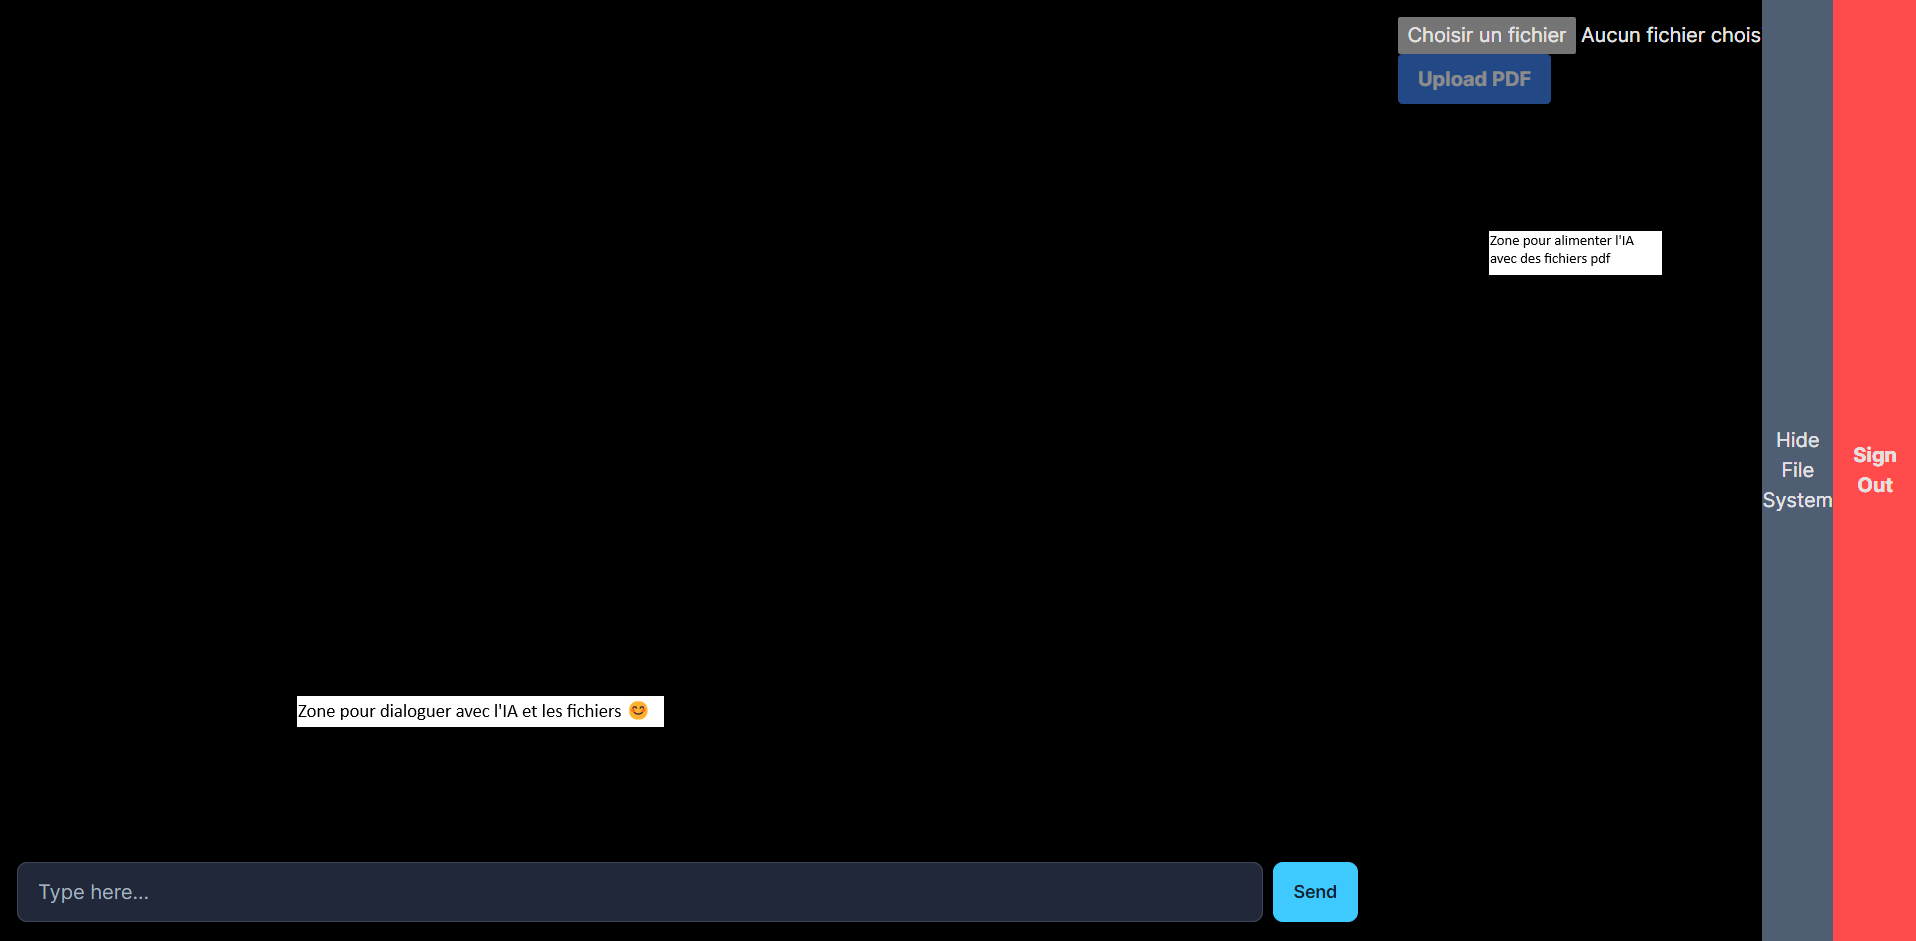 Choisir un fichier Aucun fichier chois
Upload PDF
Zone pour alimenter l'IA
avec des fichiers pdf
Hide
File
System
Sign
Out
Zone pour dialoguer avec l'IA et les fichiers 😊
Type here...
Send